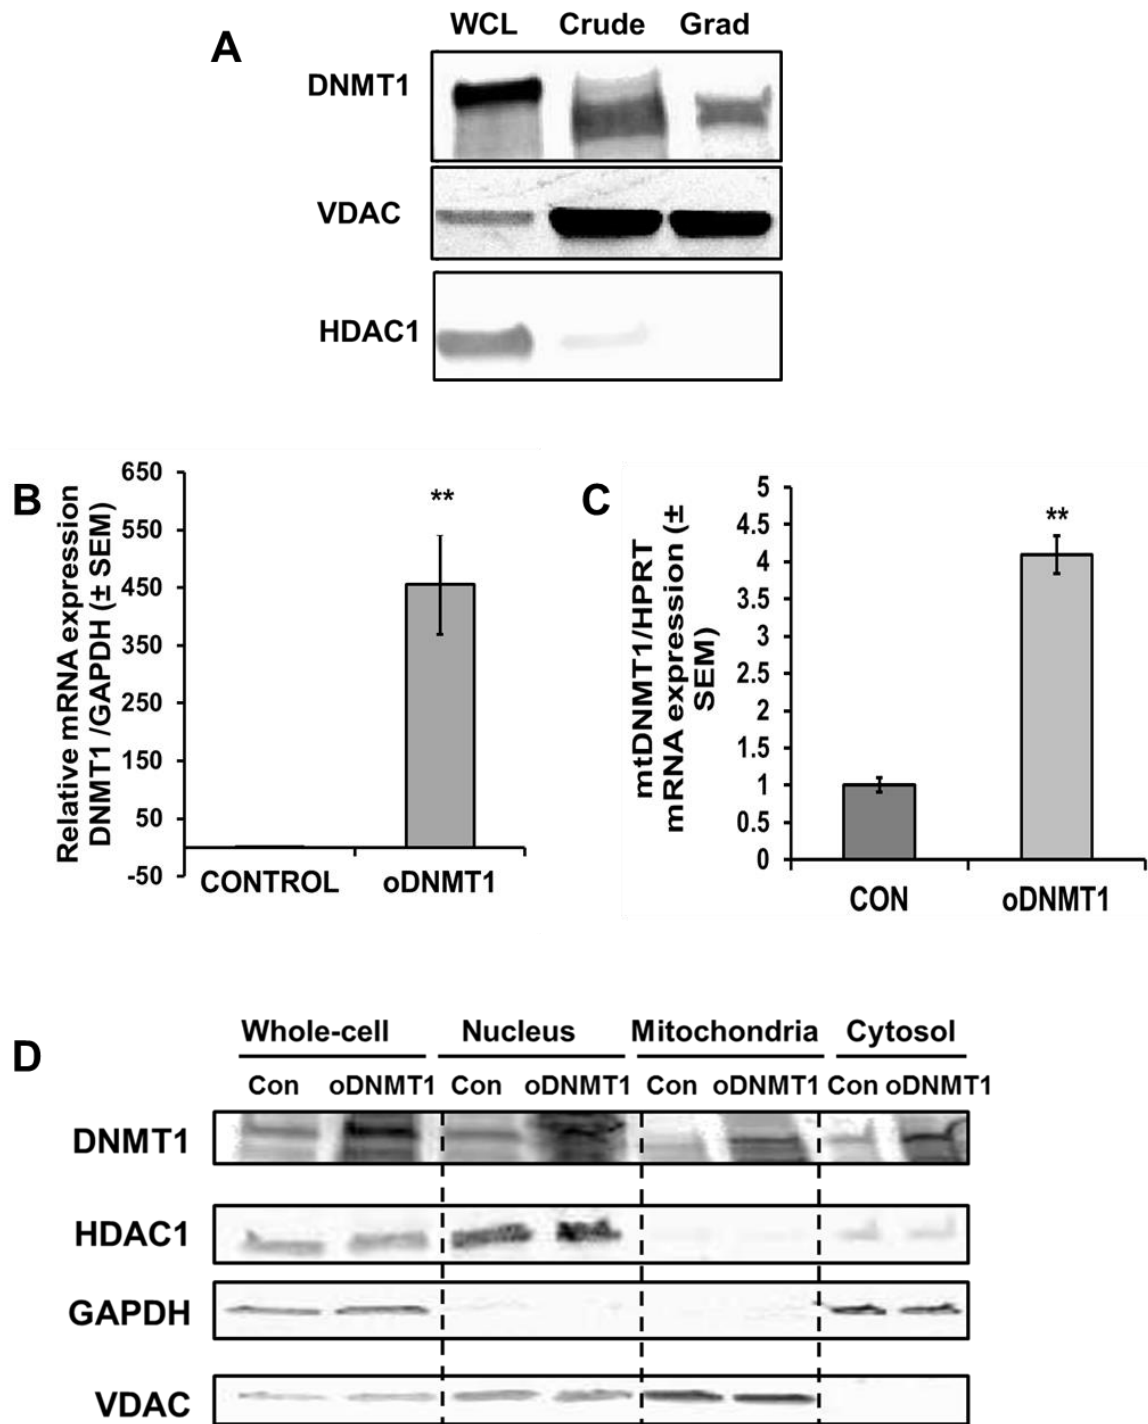 A
WCL Crude Grad
DNMT1
VDAC
HDAC1
B
Relative mRNA expression
DNMT1 /GAPDH (± SEM)
650
550
450
350
250
150
50
-50
**
CONTROL oDNMT1
C
mtDNMT1/HPRT
mRNA expression (±
SEM)
5
4.5
4
3.5
3
2.5
2
1.5
1
0.5
0
**
CON oDNMT1
D
Whole-cell Nucleus Mitochondria Cytosol
Con oDNMT1 Con oDNMT1 Con oDNMT1 Con oDNMT1
DNMT1
HDAC1
GAPDH
VDAC